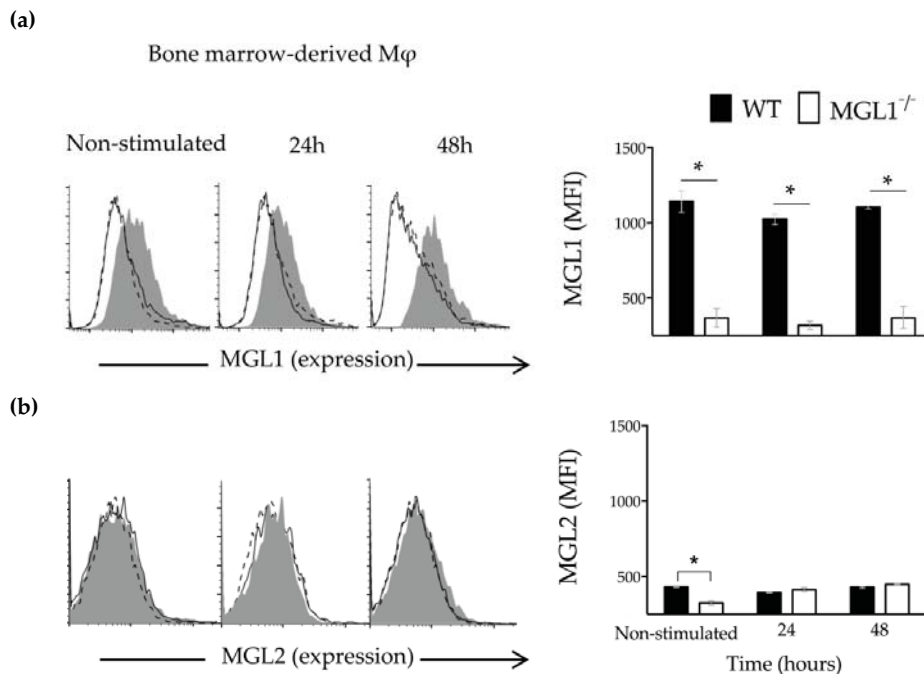 (a)
Bone marrow-derived Mφ
Non-stimulated 24h 48h
MGL1 (expression)
WT MGL1⁻/⁻
1500
1000
500
MGL1 (MFI)
*
*
*
(b)
MGL2 (expression)
1500
1000
500
MGL2 (MFI)
*
Non-stimulated 24 48
Time (hours)